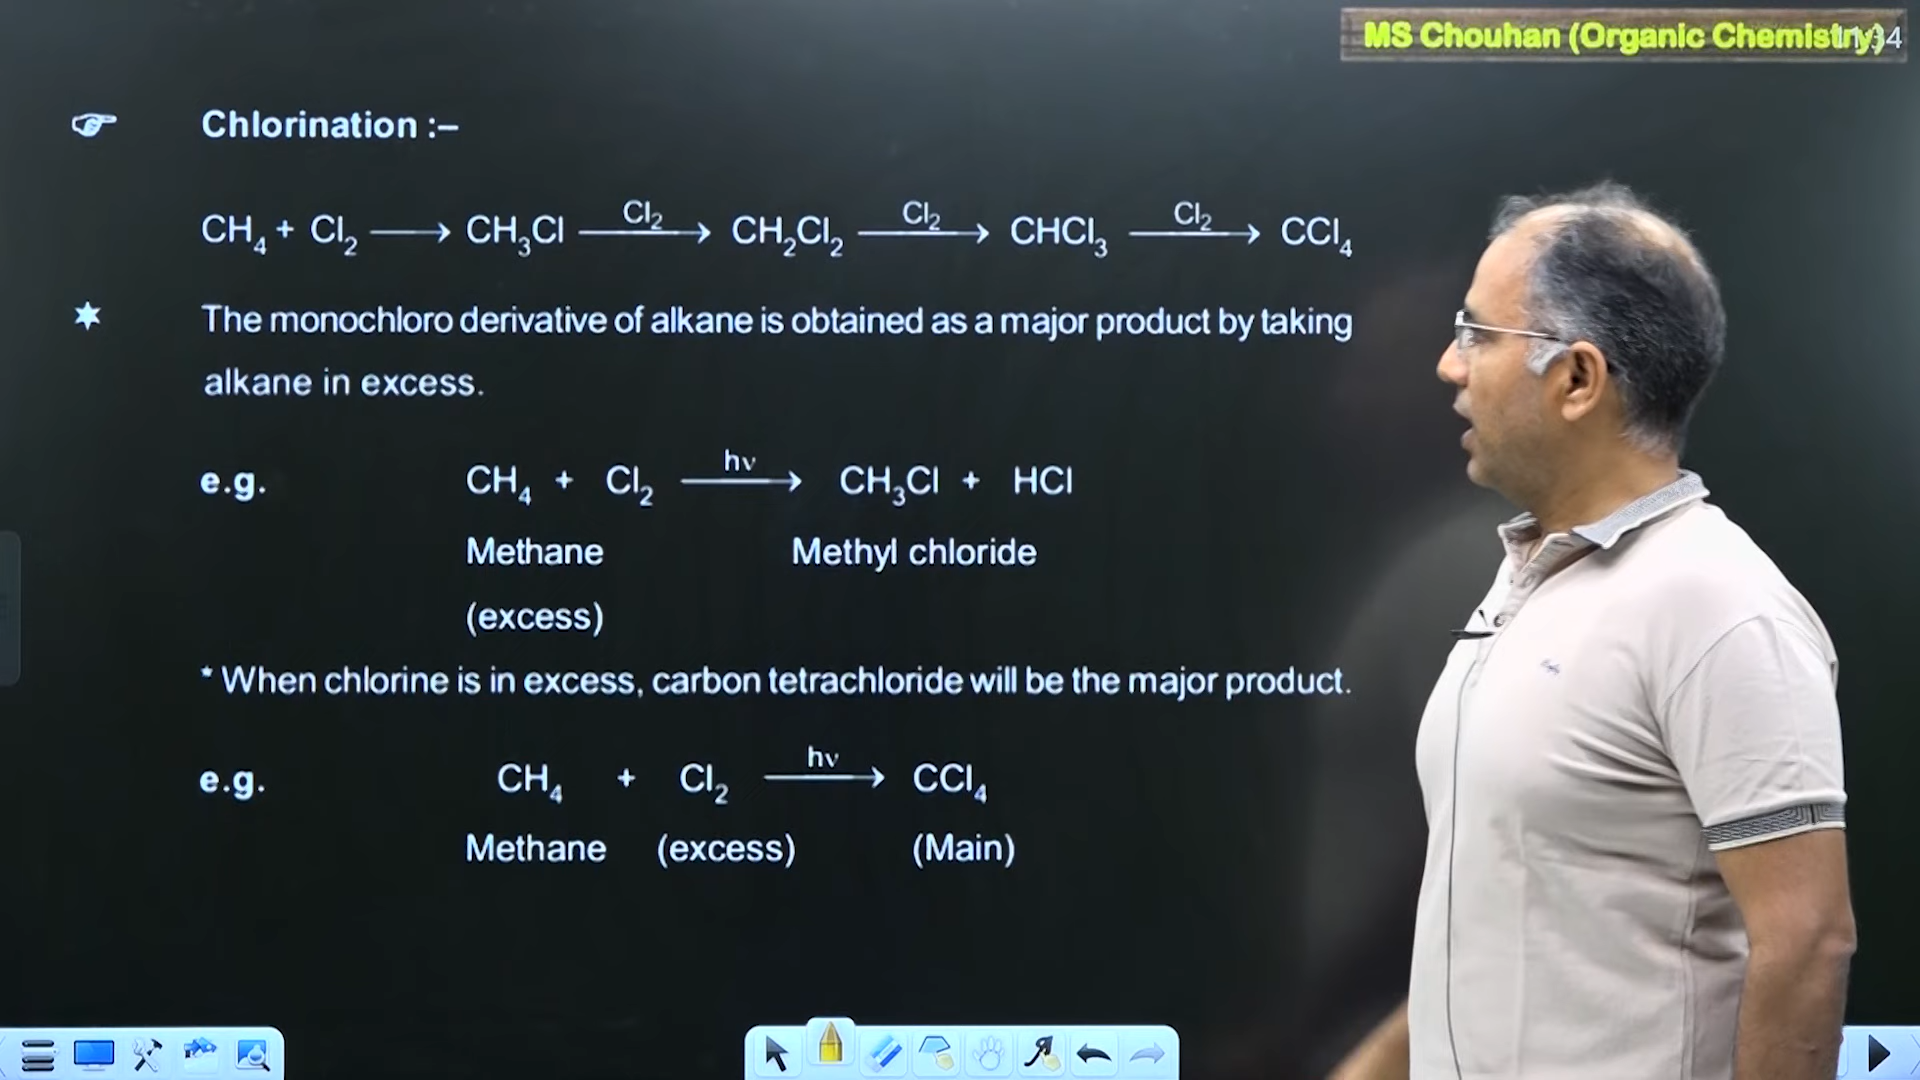 MS Chouhan (Organic Chemistry)
11:34
☞ Chlorination :–
CH₄ + Cl₂ ⟶ CH₃Cl —Cl₂→ CH₂Cl₂ —Cl₂→ CHCl₃ —Cl₂→ CCl₄
★ The monochloro derivative of alkane is obtained as a major product by taking
alkane in excess.
e.g. CH₄ + Cl₂ —hν→ CH₃Cl + HCl
Methane Methyl chloride
(excess)
* When chlorine is in excess, carbon tetrachloride will be the major product.
e.g. CH₄ + Cl₂ —hν→ CCl₄
Methane (excess) (Main)